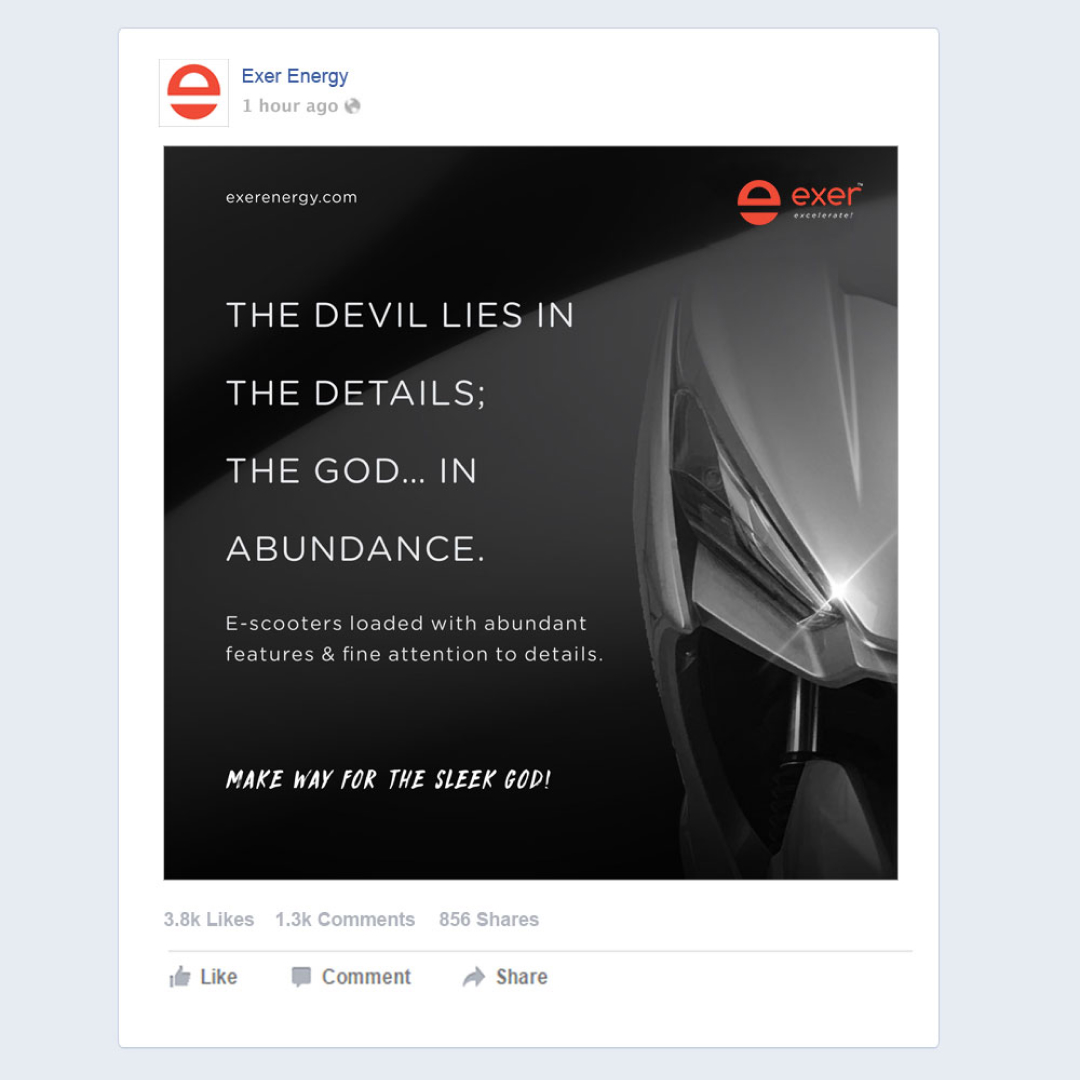 Exer Energy
1 hour ago
exerenergy.com
exer™
excelerate!
THE DEVIL LIES IN
THE DETAILS;
THE GOD... IN
ABUNDANCE.
E-scooters loaded with abundant
features & fine attention to details.
MAKE WAY FOR THE SLEEK GOD!
3.8k Likes 1.3k Comments 856 Shares
Like Comment Share